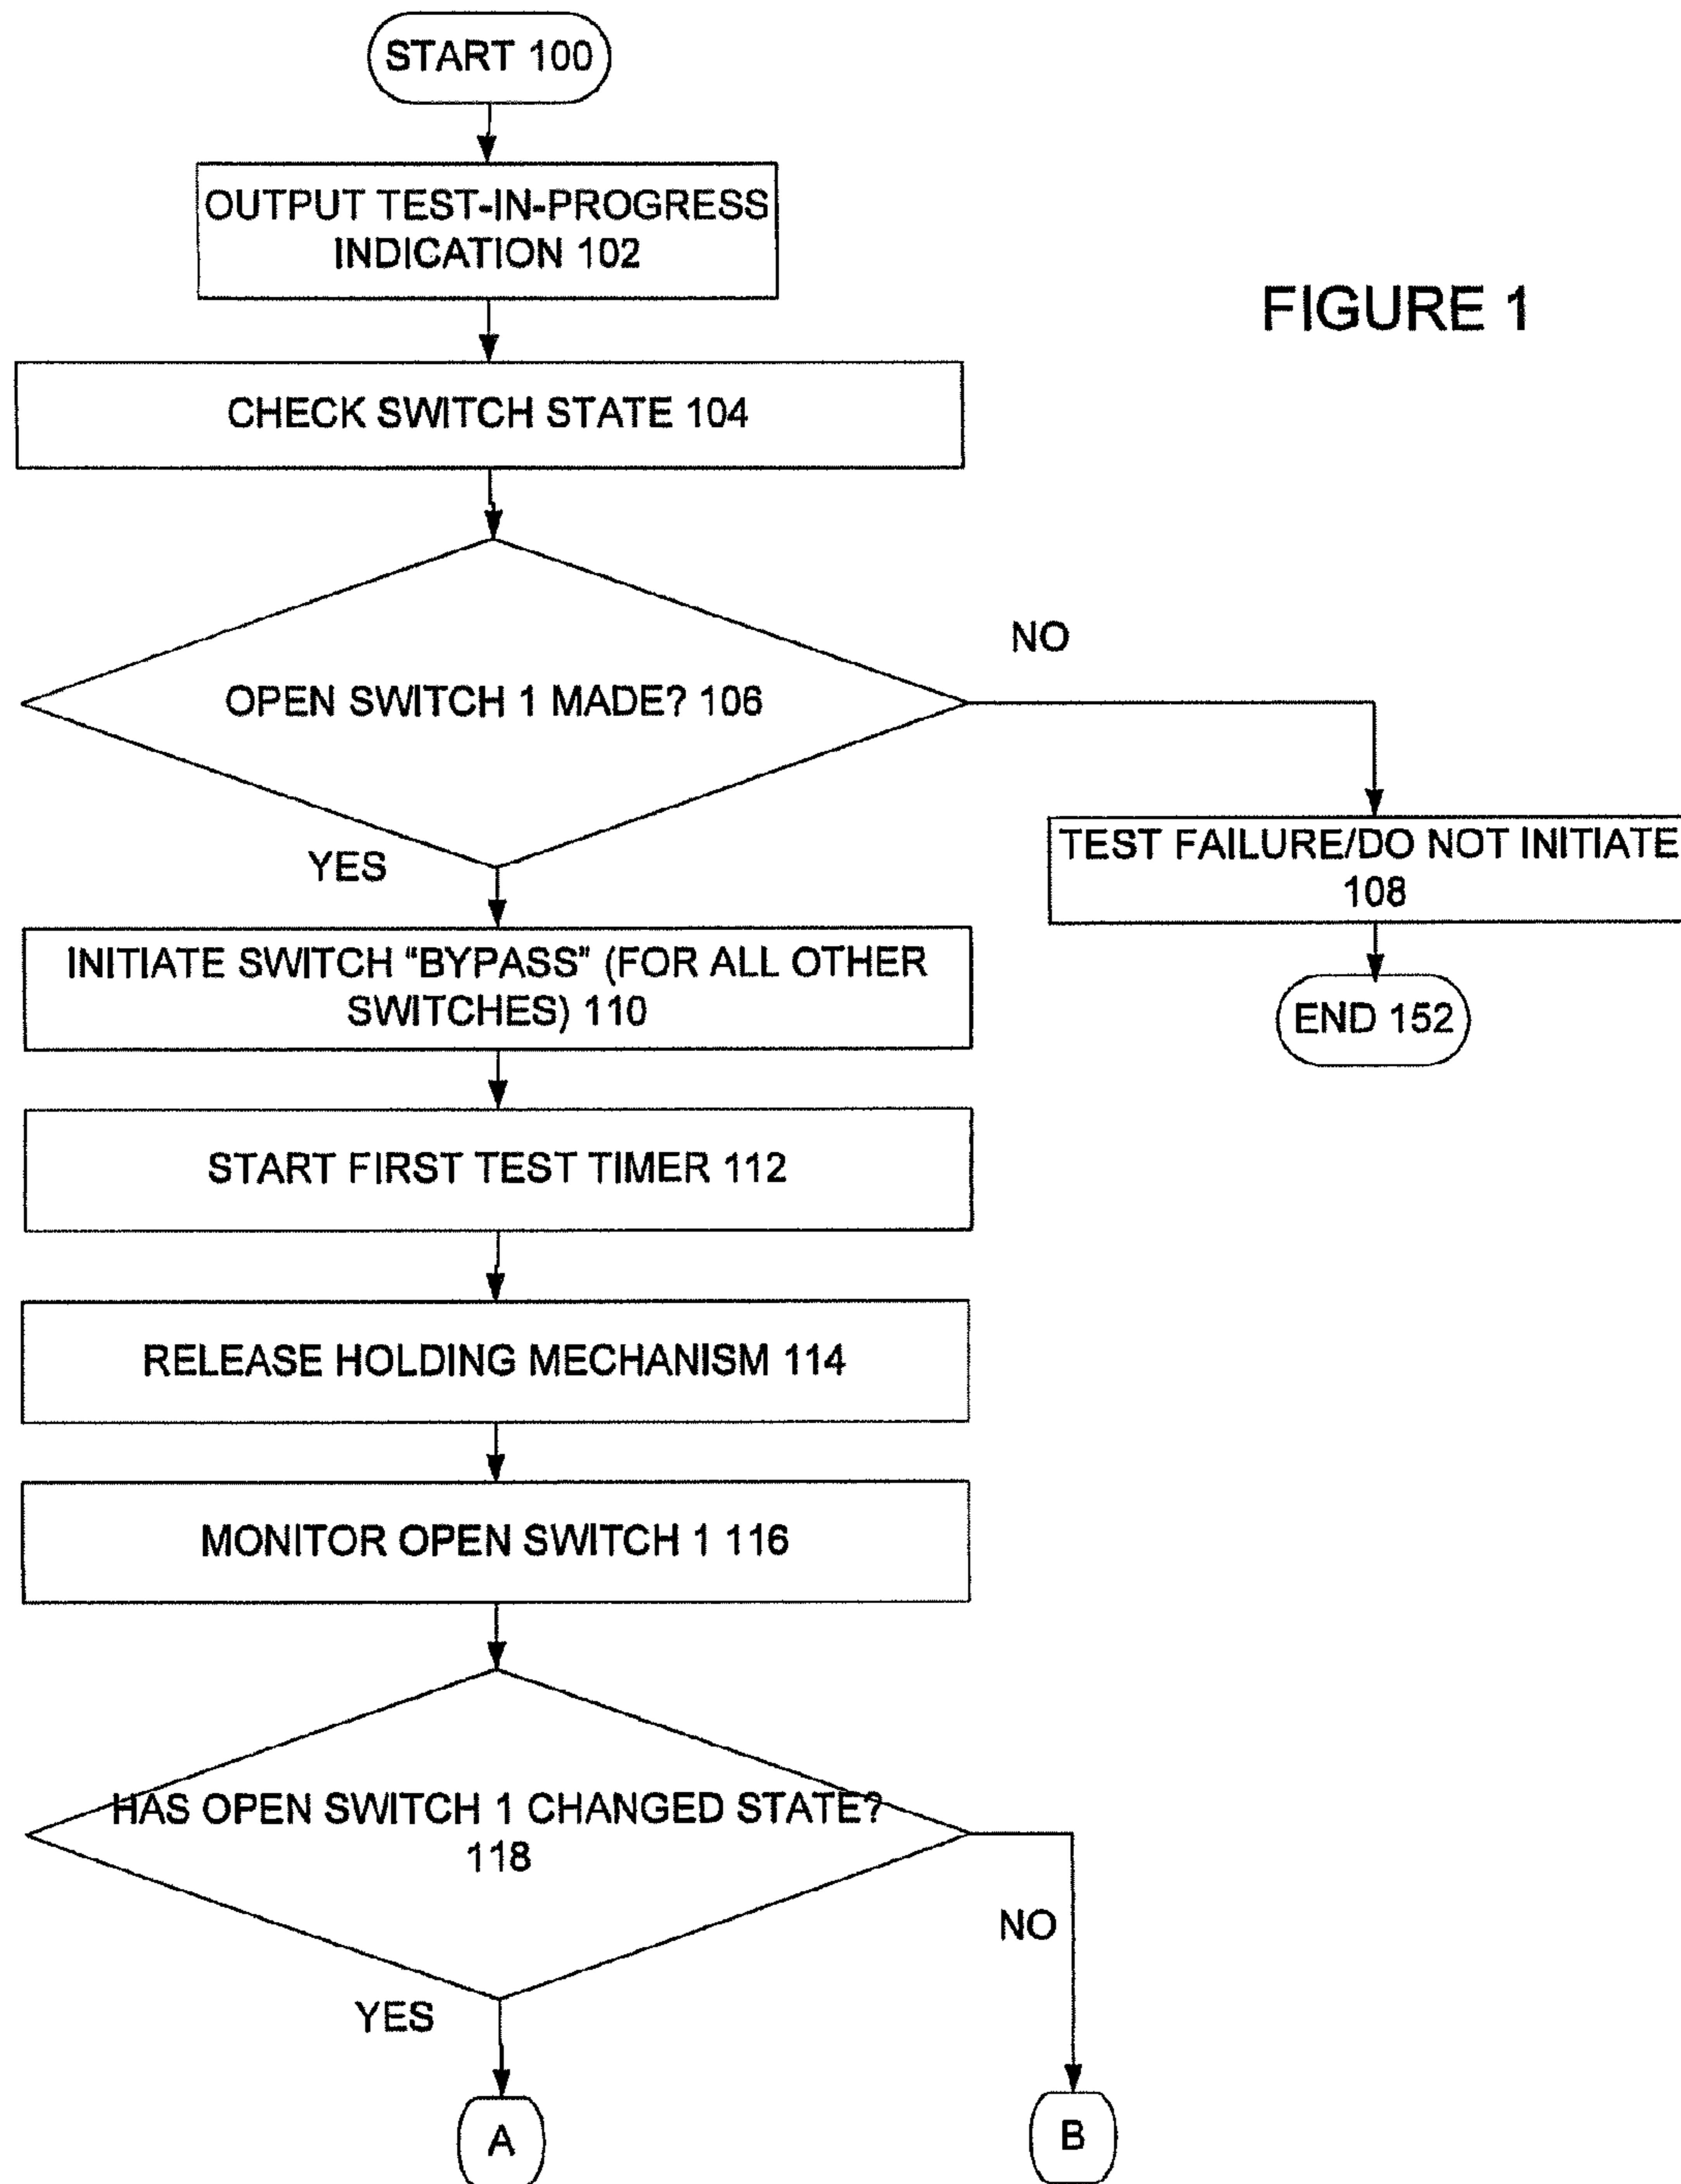 START 100
OUTPUT TEST-IN-PROGRESS
INDICATION 102
FIGURE 1
CHECK SWITCH STATE 104
OPEN SWITCH 1 MADE? 106
NO
YES
TEST FAILURE/DO NOT INITIATE
108
END 152
INITIATE SWITCH “BYPASS” (FOR ALL OTHER
SWITCHES) 110
START FIRST TEST TIMER 112
RELEASE HOLDING MECHANISM 114
MONITOR OPEN SWITCH 1 116
HAS OPEN SWITCH 1 CHANGED STATE?
118
NO
YES
A
B